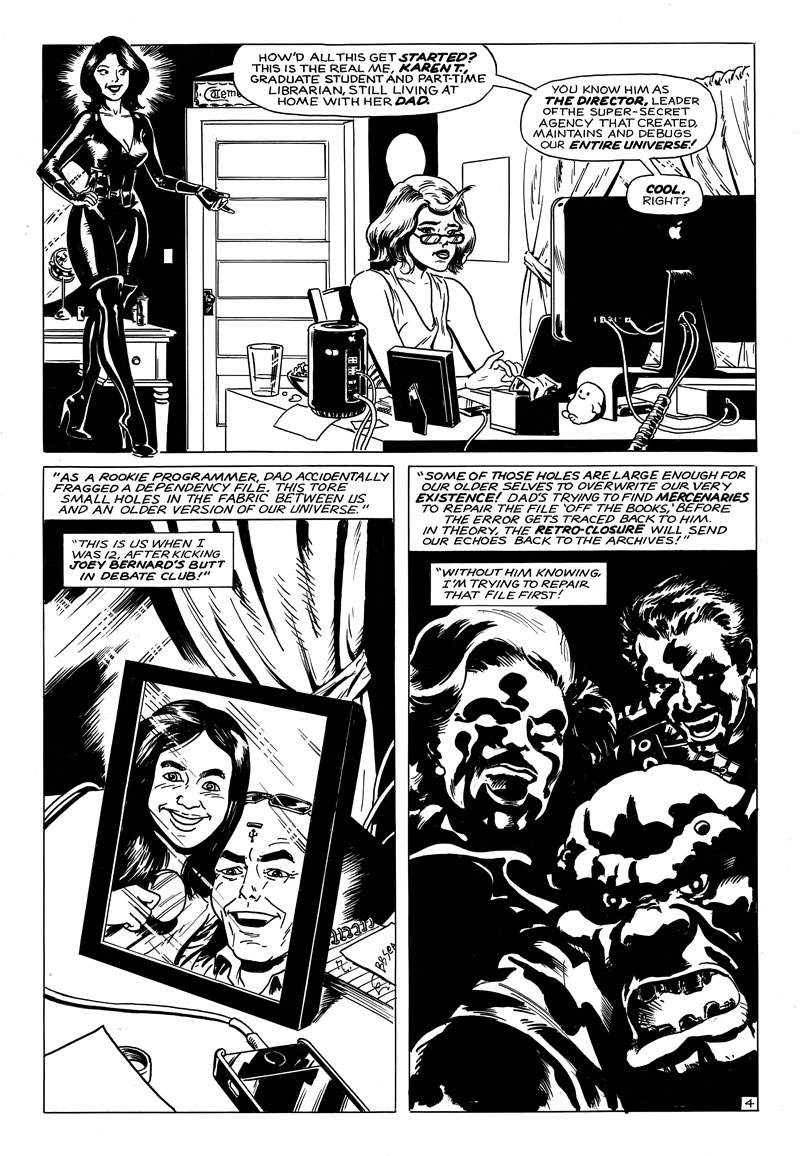 HOW'D ALL THIS GET STARTED?
THIS IS THE REAL ME, KAREN T.,
GRADUATE STUDENT AND PART-TIME
LIBRARIAN, STILL LIVING AT
HOME WITH HER DAD.
YOU KNOW HIM AS
THE DIRECTOR, LEADER
OF THE SUPER-SECRET
AGENCY THAT CREATED,
MAINTAINS AND DEBUGS
OUR ENTIRE UNIVERSE!
COOL,
RIGHT?
"AS A ROOKIE PROGRAMMER, DAD ACCIDENTALLY
FRAGGED A DEPENDENCY FILE. THIS TORE
SMALL HOLES IN THE FABRIC BETWEEN US
AND AN OLDER VERSION OF OUR UNIVERSE."
"THIS IS US WHEN I
WAS 12, AFTER KICKING
JOEY BERNARD'S BUTT
IN DEBATE CLUB!"
"SOME OF THOSE HOLES ARE LARGE ENOUGH FOR
OUR OLDER SELVES TO OVERWRITE OUR VERY
EXISTENCE! DAD'S TRYING TO FIND MERCENARIES
TO REPAIR THE FILE 'OFF THE BOOKS,' BEFORE
THE ERROR GETS TRACED BACK TO HIM.
IN THEORY, THE RETRO-CLOSURE WILL SEND
OUR ECHOES BACK TO THE ARCHIVES!"
"WITHOUT HIM KNOWING,
I'M TRYING TO REPAIR
THAT FILE FIRST!
4